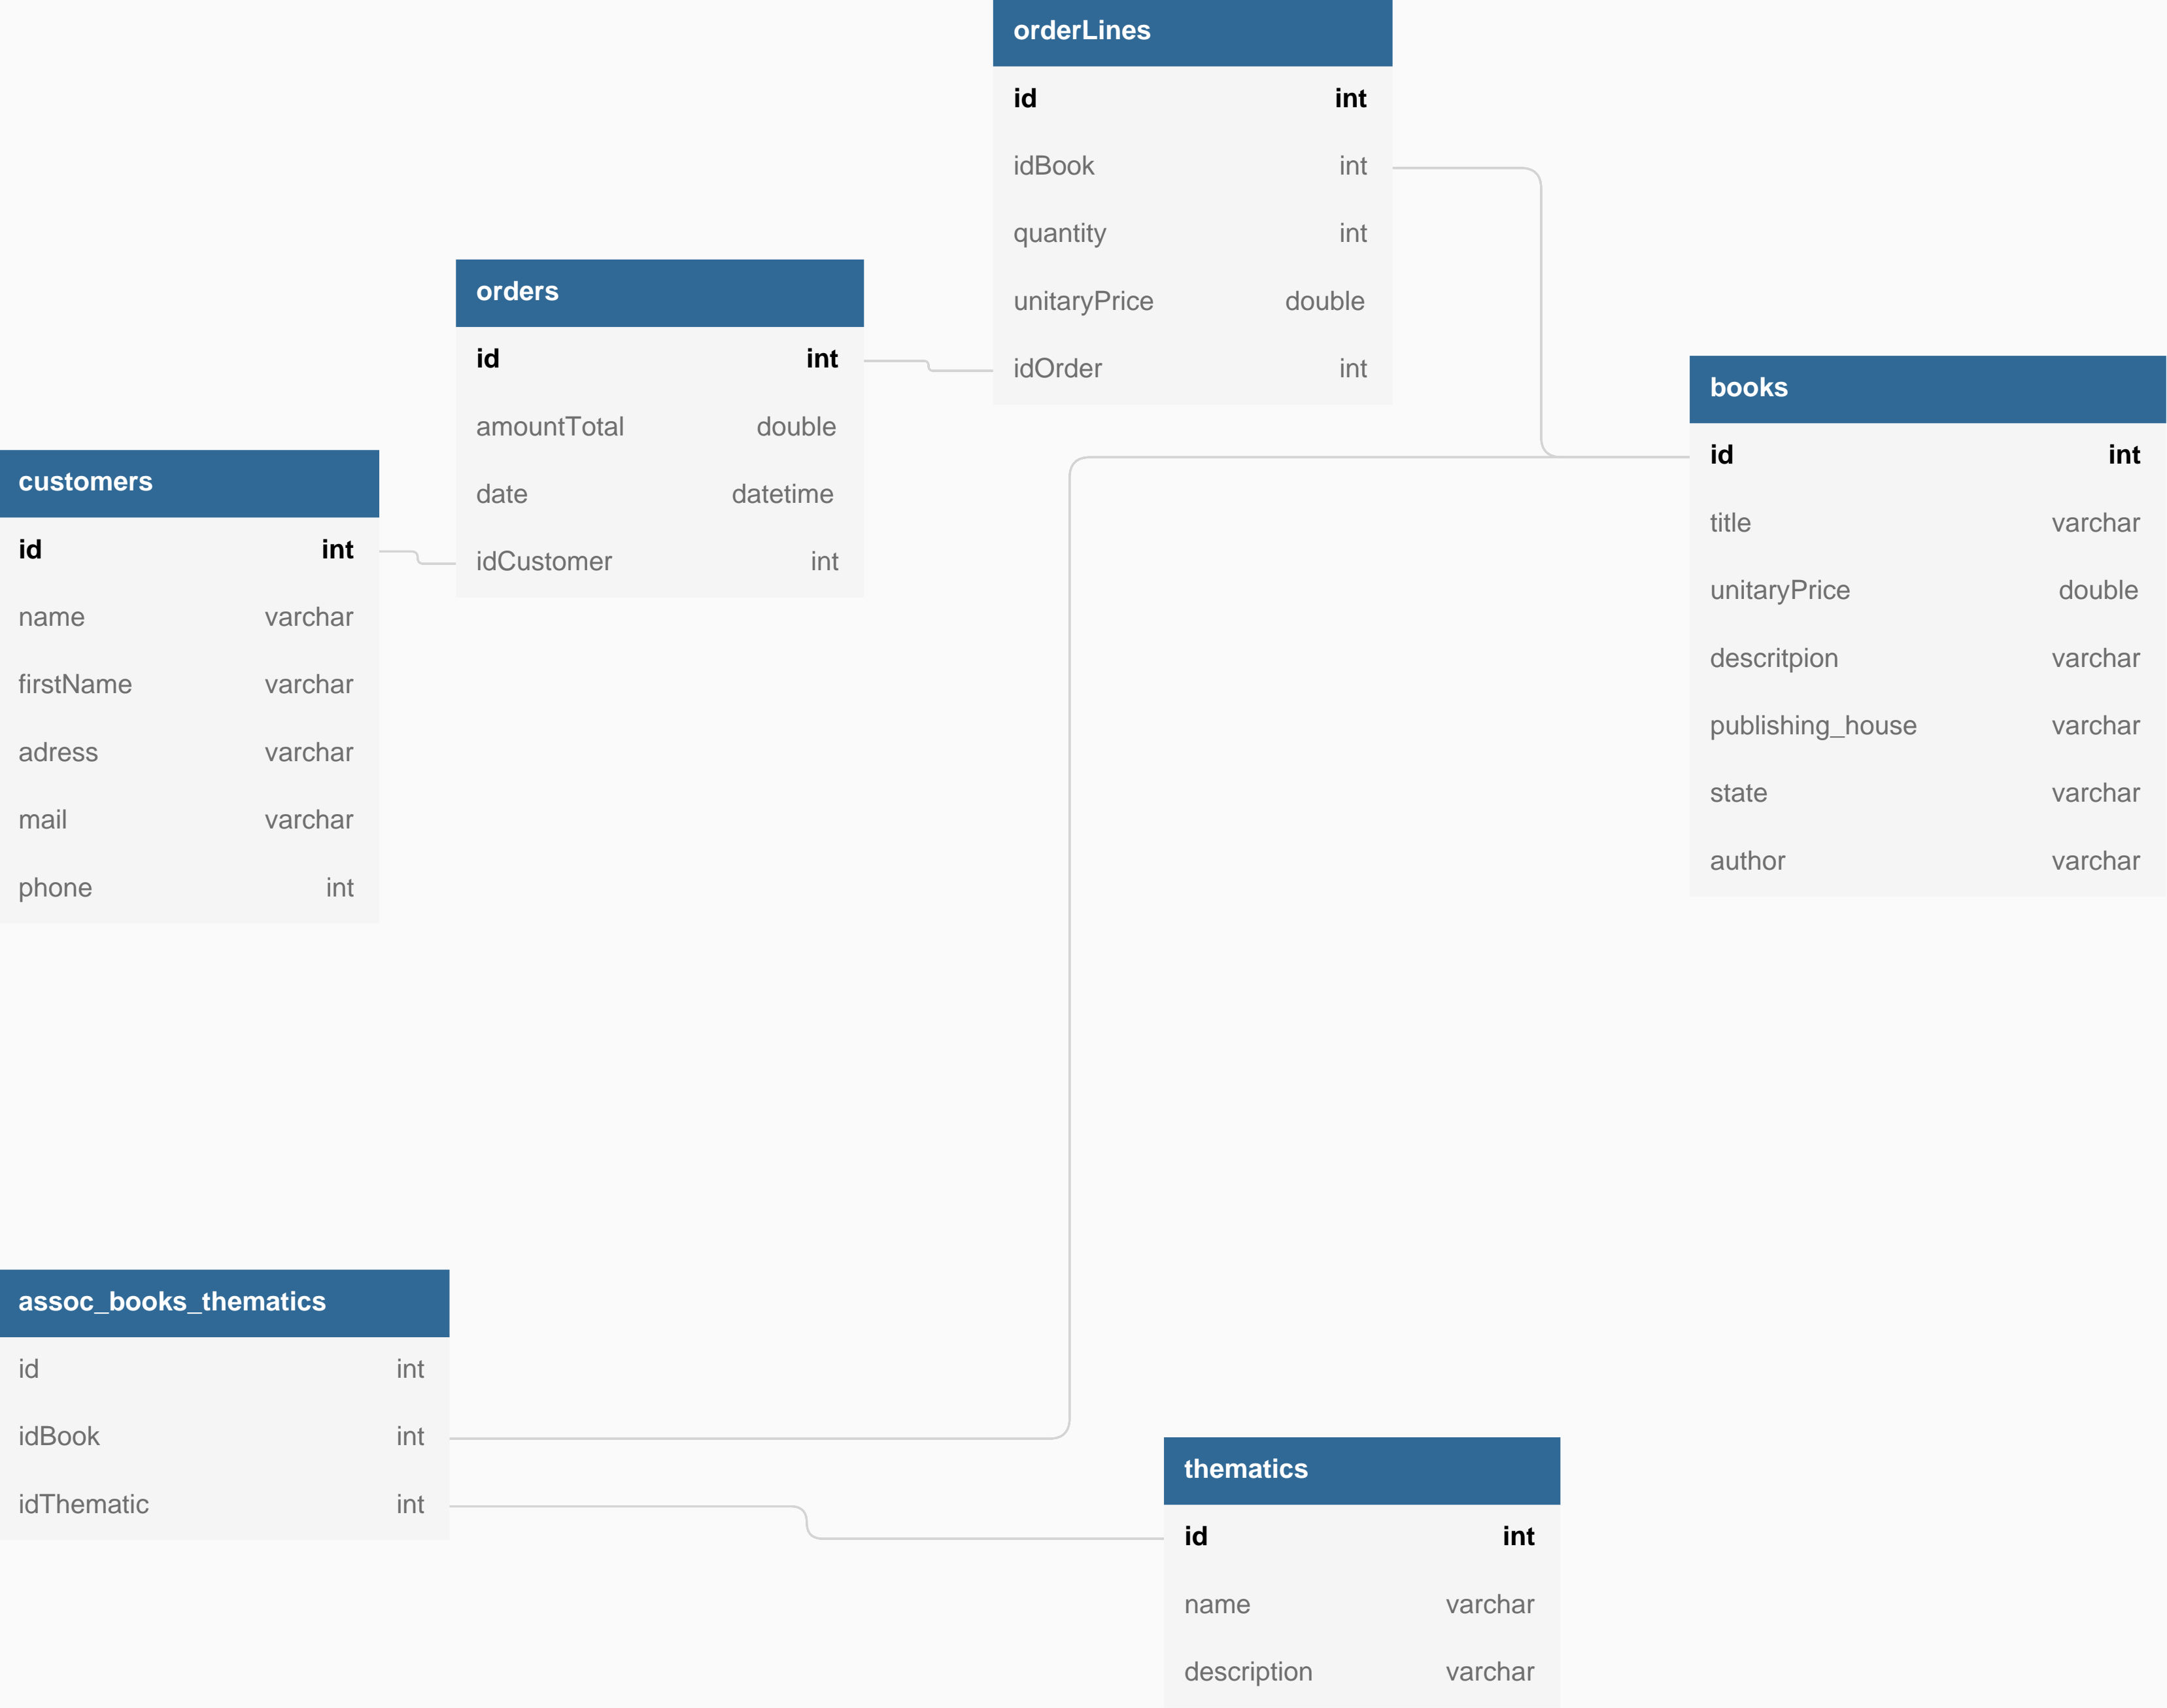 orderLines
id int
idBook int
quantity int
unitaryPrice double
idOrder int
orders
id int
amountTotal double
date datetime
idCustomer int
books
id int
title varchar
unitaryPrice double
descritpion varchar
publishing_house varchar
state varchar
author varchar
customers
id int
name varchar
firstName varchar
adress varchar
mail varchar
phone int
assoc_books_thematics
id int
idBook int
idThematic int
thematics
id int
name varchar
description varchar